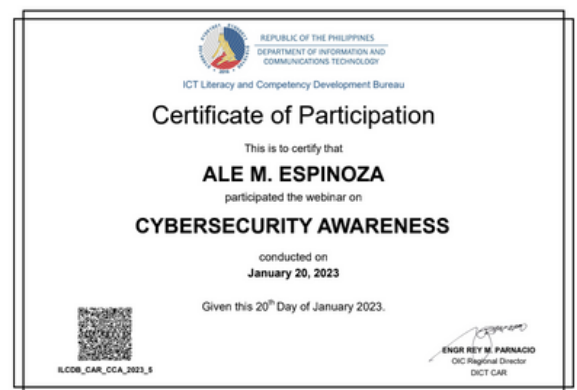 REPUBLIC OF THE PHILIPPINES
DEPARTMENT OF INFORMATION AND
COMMUNICATIONS TECHNOLOGY
ICT Literacy and Competency Development Bureau
Certificate of Participation
This is to certify that
ALE M. ESPINOZA
participated the webinar on
CYBERSECURITY AWARENESS
conducted on
January 20, 2023
Given this 20th Day of January 2023.
ILCDB_CAR_CCA_2023_5
ENGR REY M. PARNACIO
OIC Regional Director
DICT CAR